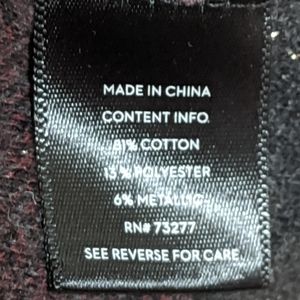 MADE IN CHINA
CONTENT INFO.
81% COTTON
13% POLYESTER
6% METALLIC
RN# 73277
SEE REVERSE FOR CARE.